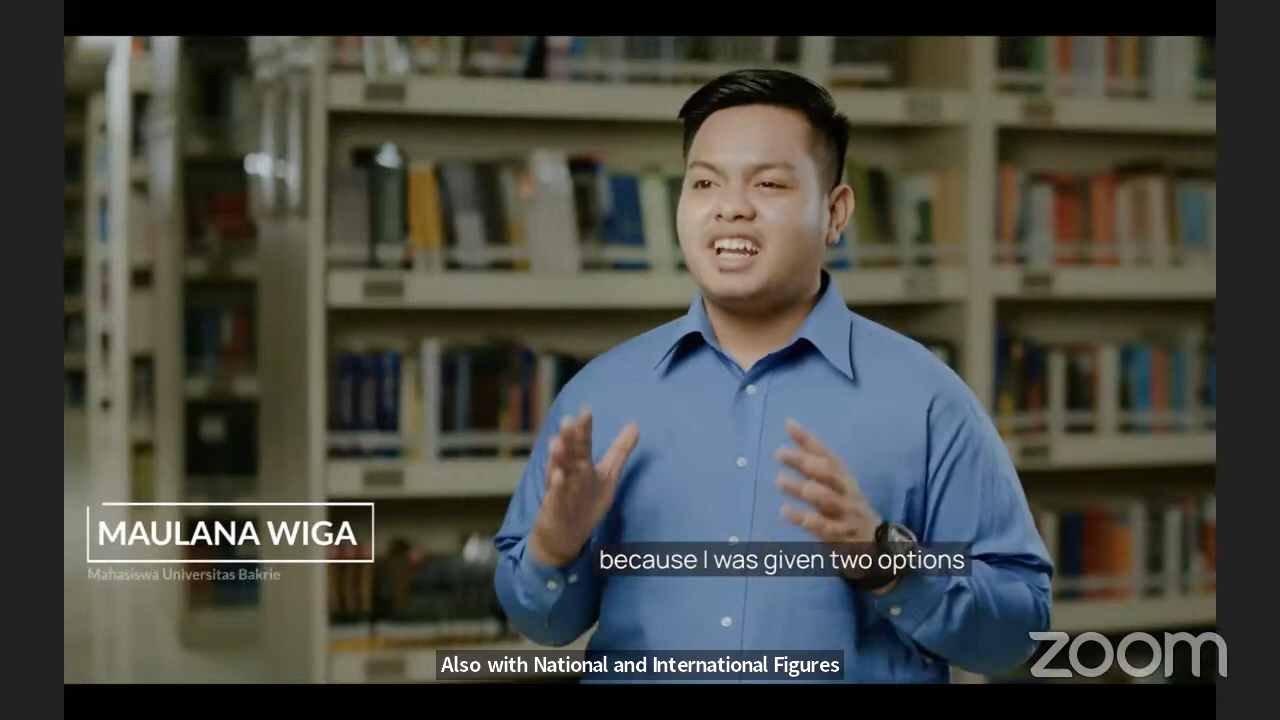 MAULANA WIGA
Mahasiswa Universitas Bakrie
because I was given two options
Also with National and International Figures
zoom